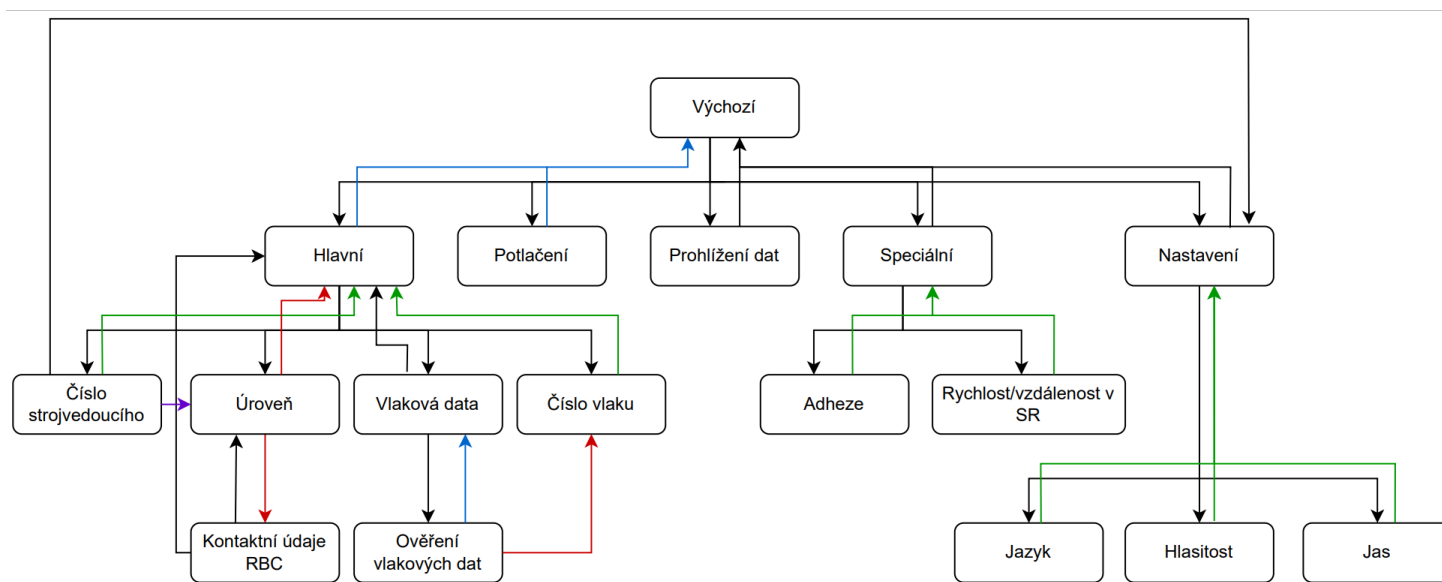 Výchozí
Hlavní
Potlačení
Prohlížení dat
Speciální
Nastavení
Číslo
strojvedoucího
Úroveň
Vlaková data
Číslo vlaku
Adheze
Rychlost/vzdálenost v
SR
Kontaktní údaje
RBC
Ověření
vlakových dat
Jazyk
Hlasitost
Jas